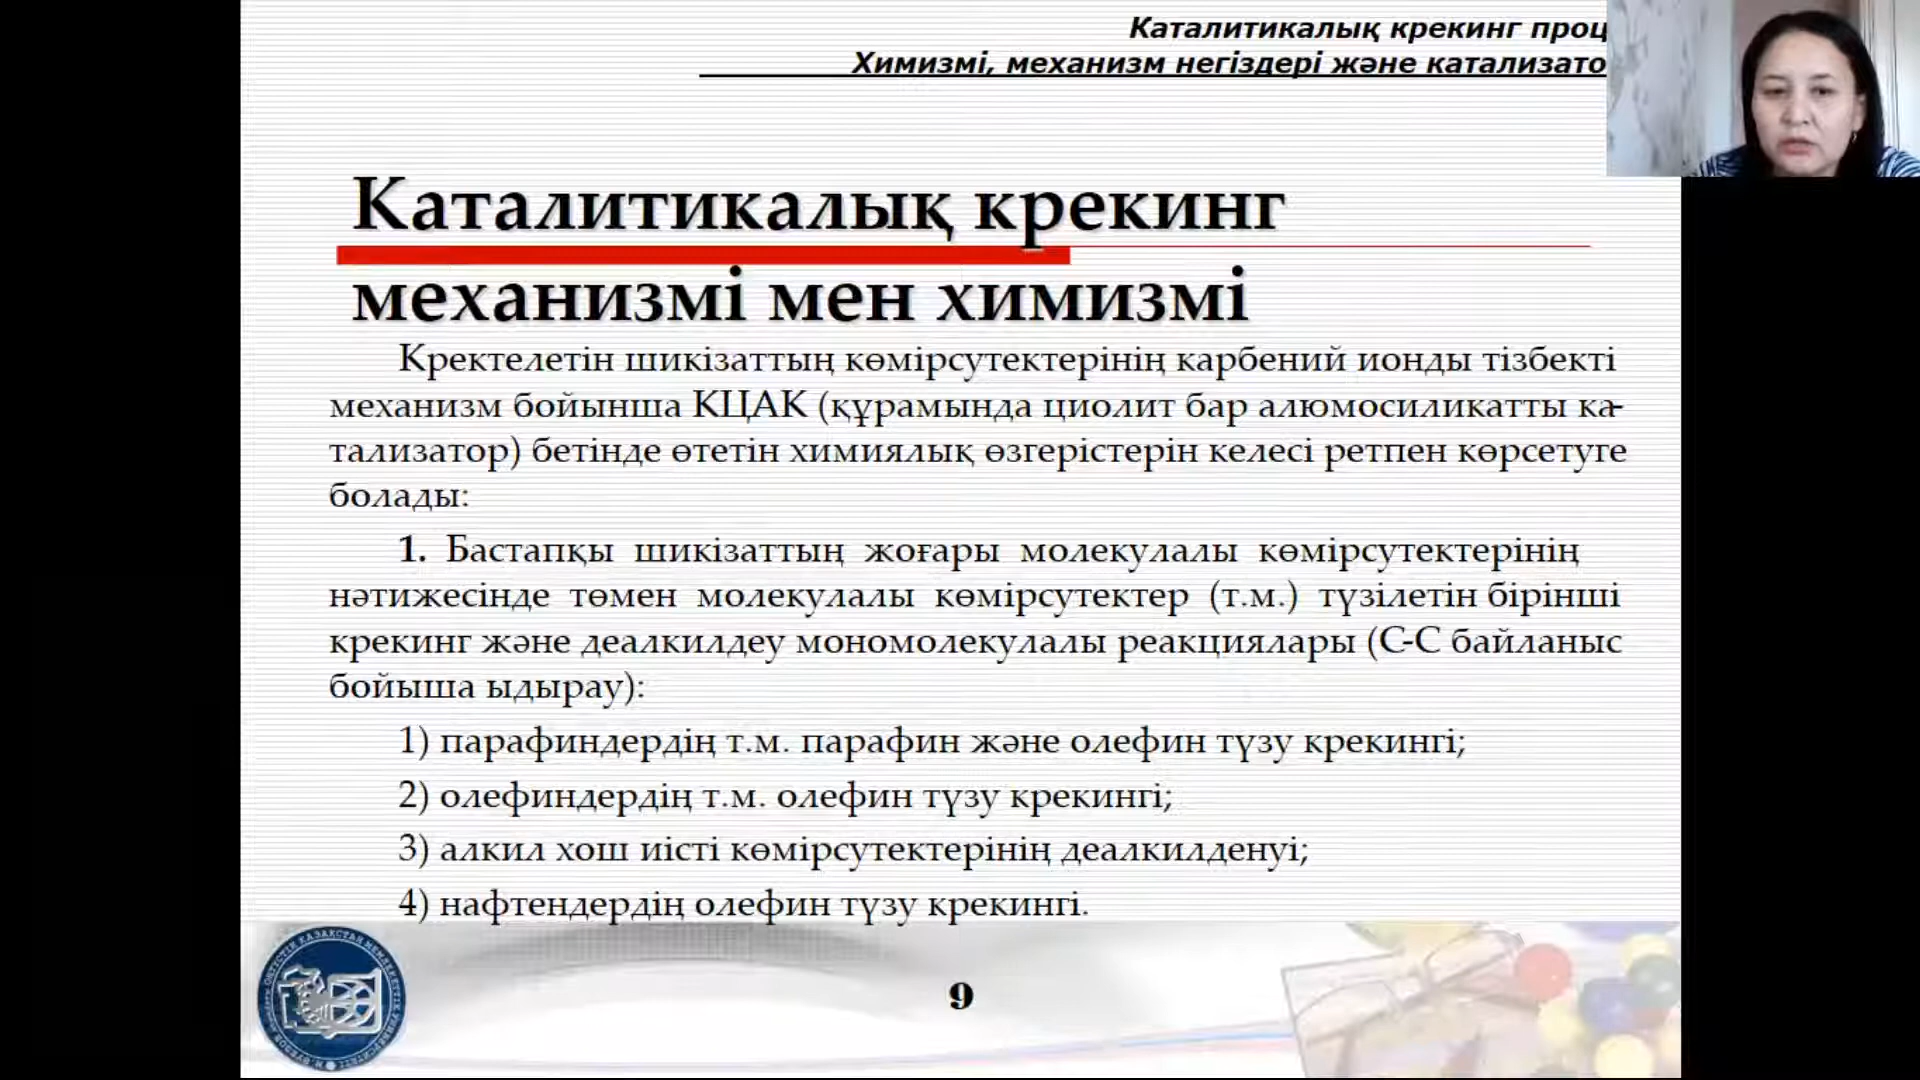 Каталитикалық крекинг проц
Химизмі, механизм негіздері және катализато
Каталитикалық крекинг
механизмі мен химизмі
Кректелетін шикізаттың көмірсутектерінің карбений ионды тізбекті
механизм бойынша КЦАК (құрамында циолит бар алюмосиликатты ка-
тализатор) бетінде өтетін химиялық өзгерістерін келесі ретпен көрсетуге
болады:
1. Бастапқы шикізаттың жоғары молекулалы көмірсутектерінің
нәтижесінде төмен молекулалы көмірсутектер (т.м.) түзілетін бірінші
крекинг және деалкилдеу мономолекулалы реакциялары (С-С байланыс
бойыша ыдырау):
1) парафиндердің т.м. парафин және олефин түзу крекингі;
2) олефиндердің т.м. олефин түзу крекингі;
3) алкил хош иісті көмірсутектерінің деалкилденуі;
4) нафтендердің олефин түзу крекингі.
9